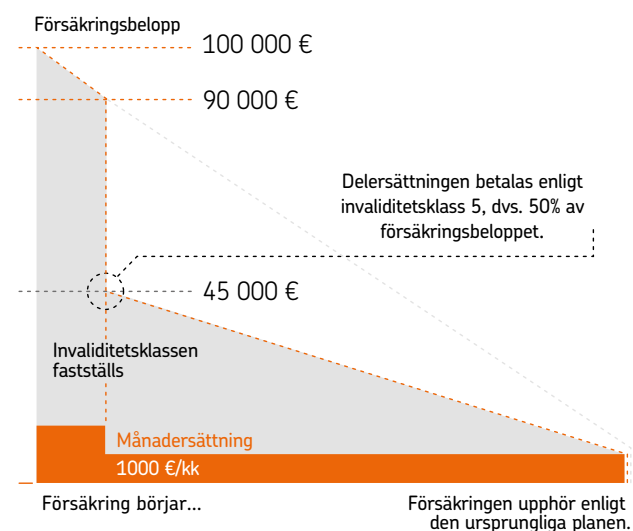 Försäkringsbelopp
100 000 €
90 000 €
Delersättningen betalas enligt
invaliditetsklass 5, dvs. 50% av
försäkringsbeloppet.
45 000 €
Invaliditetsklassen
fastställs
Månadersättning
1000 €/kk
Försäkring börjar...
Försäkringen upphör enligt
den ursprungliga planen.